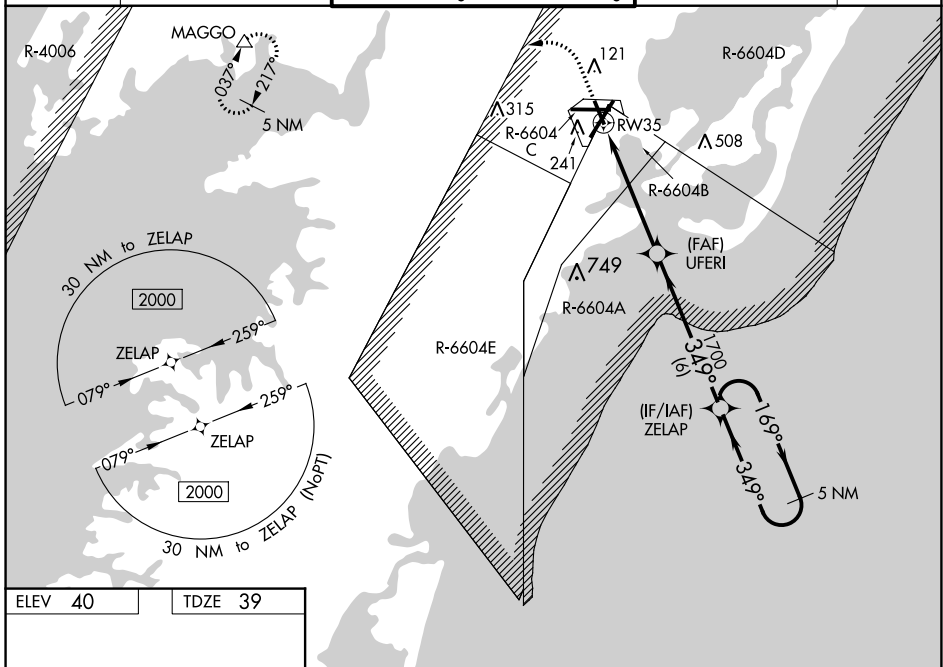 R-4006
MAGGO
037°
217°
5 NM
121
R-6604D
315
R-6604
C
241
RW35
508
R-6604B
(FAF)
UFERI
749
R-6604A
R-6604E
30 NM to ZELAP
2000
259°
ZELAP
079°
259°
079°
ZELAP
2000
30 NM to ZELAP (NoPT)
1700
349°
(6)
(IF/IAF)
ZELAP
169°
349°
5 NM
ELEV 40
TDZE 39